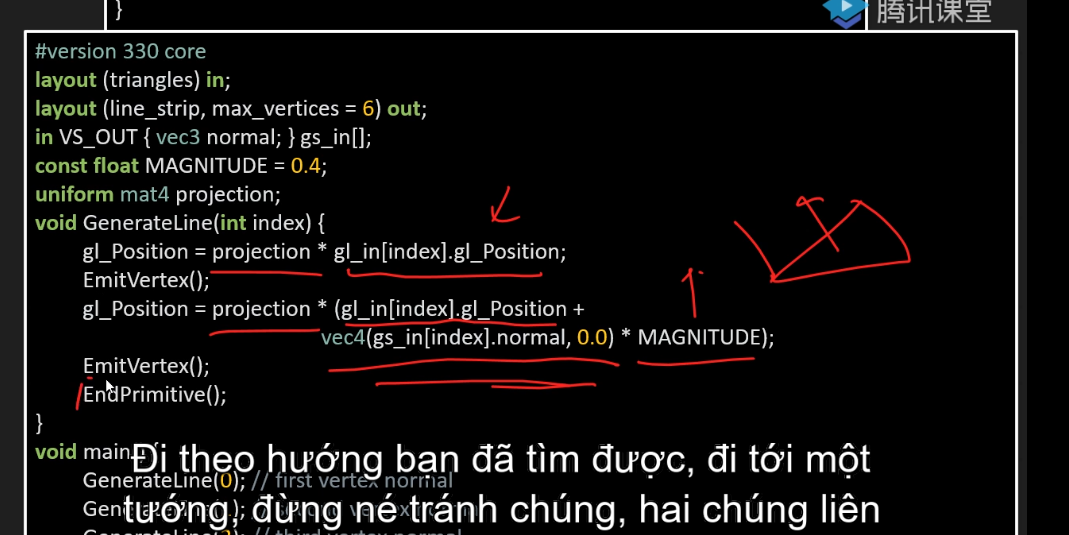 }
腾讯课堂
#version 330 core
layout (triangles) in;
layout (line_strip, max_vertices = 6) out;
in VS_OUT { vec3 normal; } gs_in[];
const float MAGNITUDE = 0.4;
uniform mat4 projection;
void GenerateLine(int index) {
gl_Position = projection * gl_in[index].gl_Position;
EmitVertex();
gl_Position = projection * (gl_in[index].gl_Position +
vec4(gs_in[index].normal, 0.0) * MAGNITUDE);
EmitVertex();
EndPrimitive();
}
void main
Đi theo hướng bạn đã tìm được, đi tới một
GenerateLine(0); // first vertex normal
tướng, đừng né tránh chúng, hai chúng liên
// third vertex normal